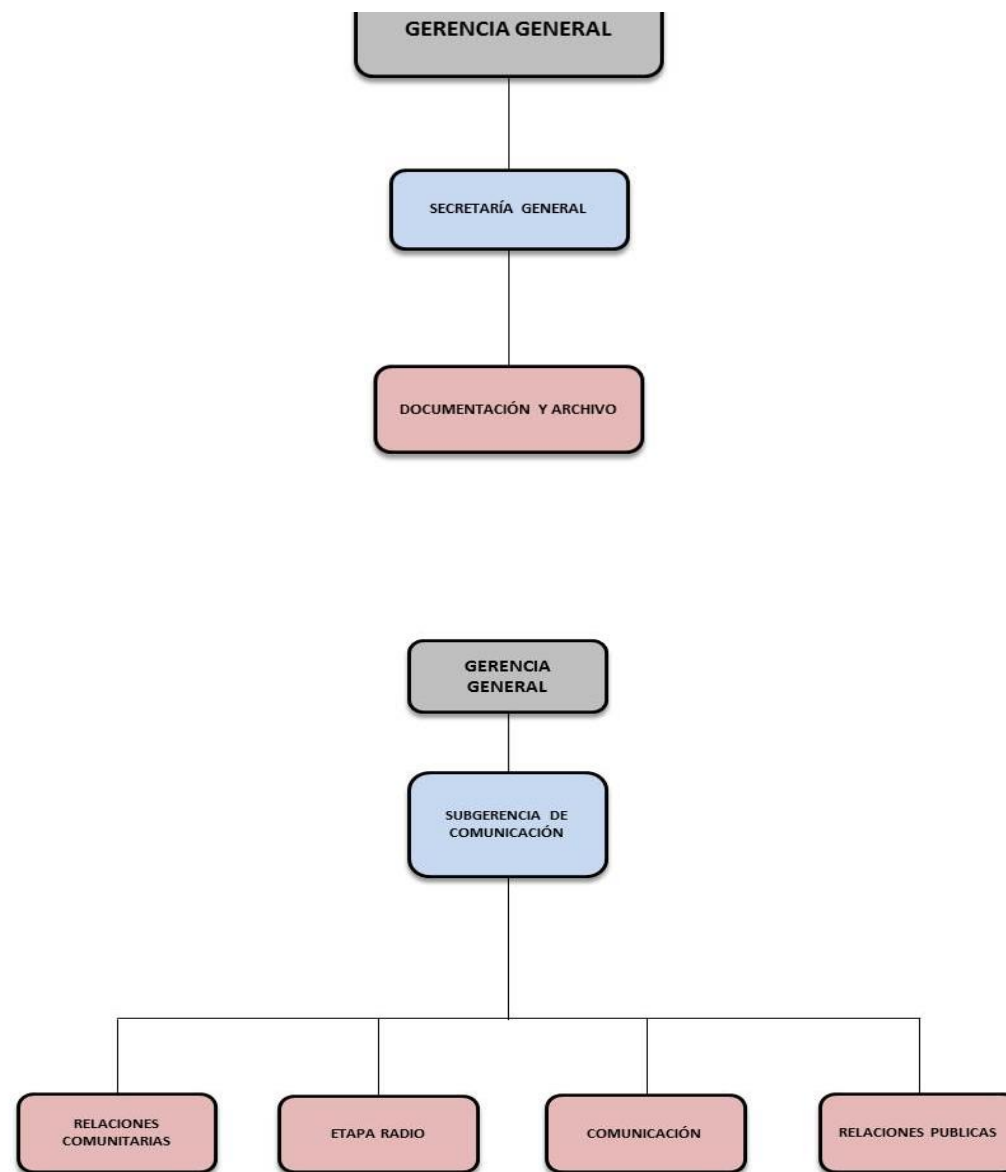 GERENCIA GENERAL
SECRETARÍA GENERAL
DOCUMENTACIÓN Y ARCHIVO
GERENCIA
GENERAL
SUBGERENCIA DE
COMUNICACIÓN
RELACIONES
COMUNITARIAS
ETAPA RADIO
COMUNICACIÓN
RELACIONES PUBLICAS